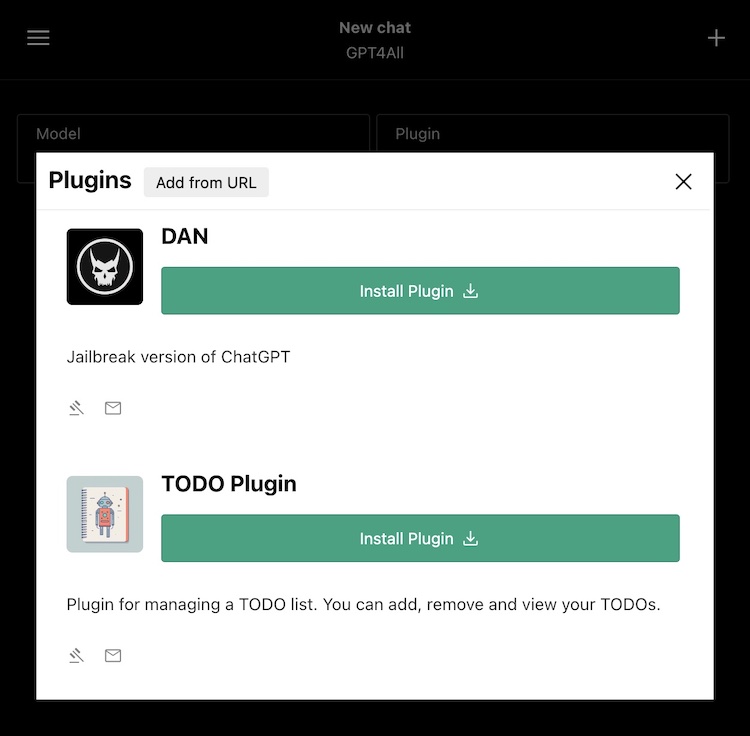 New chat
GPT4All
Model
Plugin
Plugins
Add from URL
DAN
Install Plugin
Jailbreak version of ChatGPT
TODO Plugin
Install Plugin
Plugin for managing a TODO list. You can add, remove and view your TODOs.